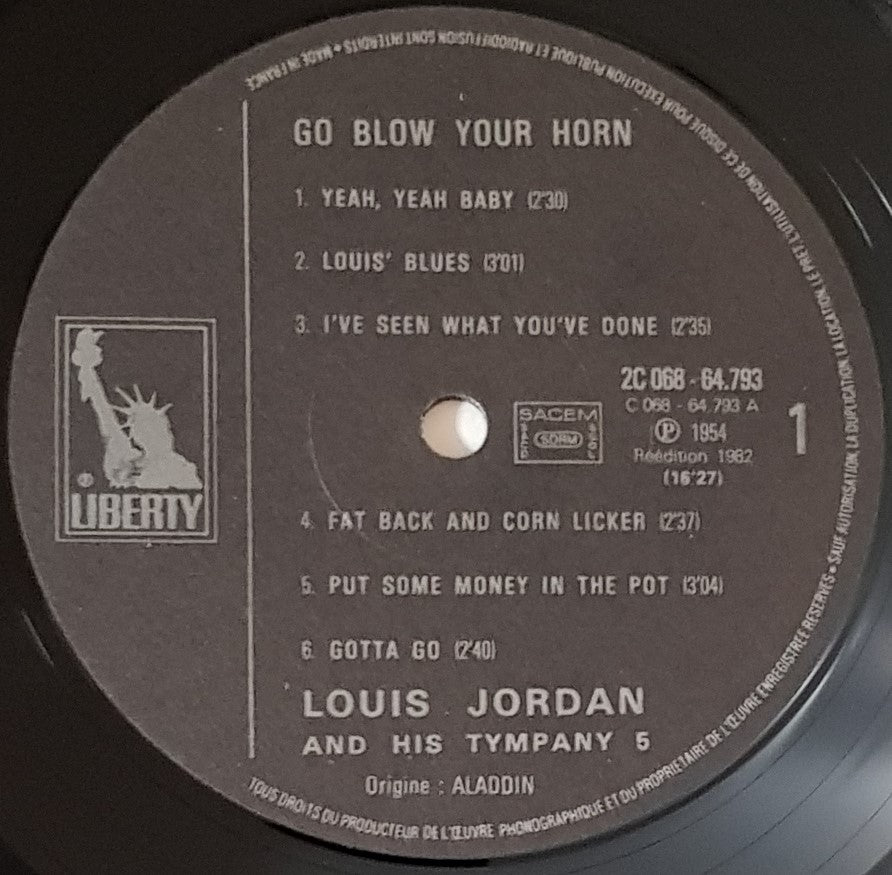 GO BLOW YOUR HORN
1. YEAH, YEAH BABY (2'30)
2. LOUIS' BLUES (3'01)
3. I'VE SEEN WHAT YOU'VE DONE (2'35)
2C 068 - 64.793
C 068 - 64.793 A
℗ 1954
Réédition 1982
(16'27)
1
SACEM
SDRM
® LIBERTY
4. FAT BACK AND CORN LICKER (2'37)
5. PUT SOME MONEY IN THE POT (3'04)
6. GOTTA GO (2'40)
LOUIS JORDAN
AND HIS TYMPANY 5
Origine : ALADDIN
TOUS DROITS DU PRODUCTEUR DE L'ŒUVRE PHONOGRAPHIQUE ET DU PROPRIETAIRE DE L'ŒUVRE ENREGISTREE RESERVES • SAUF AUTORISATION, LA DUPLICATION, LA LOCATION, LE PRET, L'UTILISATION DE CE DISQUE POUR EXECUTION PUBLIQUE ET RADIODIFFUSION SONT INTERDITS • MADE IN FRANCE